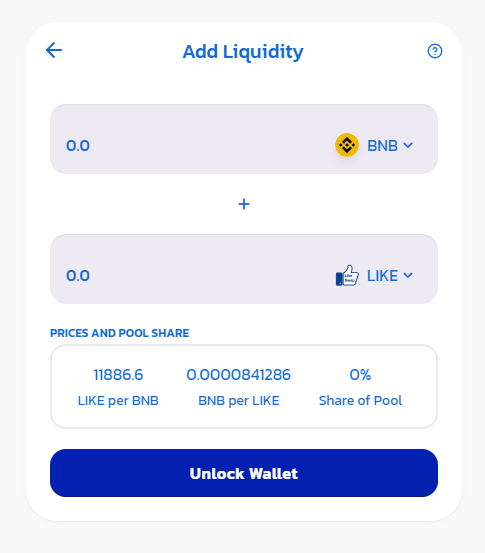 Add Liquidity
0.0
BNB
+
0.0
LIKE
PRICES AND POOL SHARE
11886.6 0.0000841286 0%
LIKE per BNB BNB per LIKE Share of Pool
Unlock Wallet